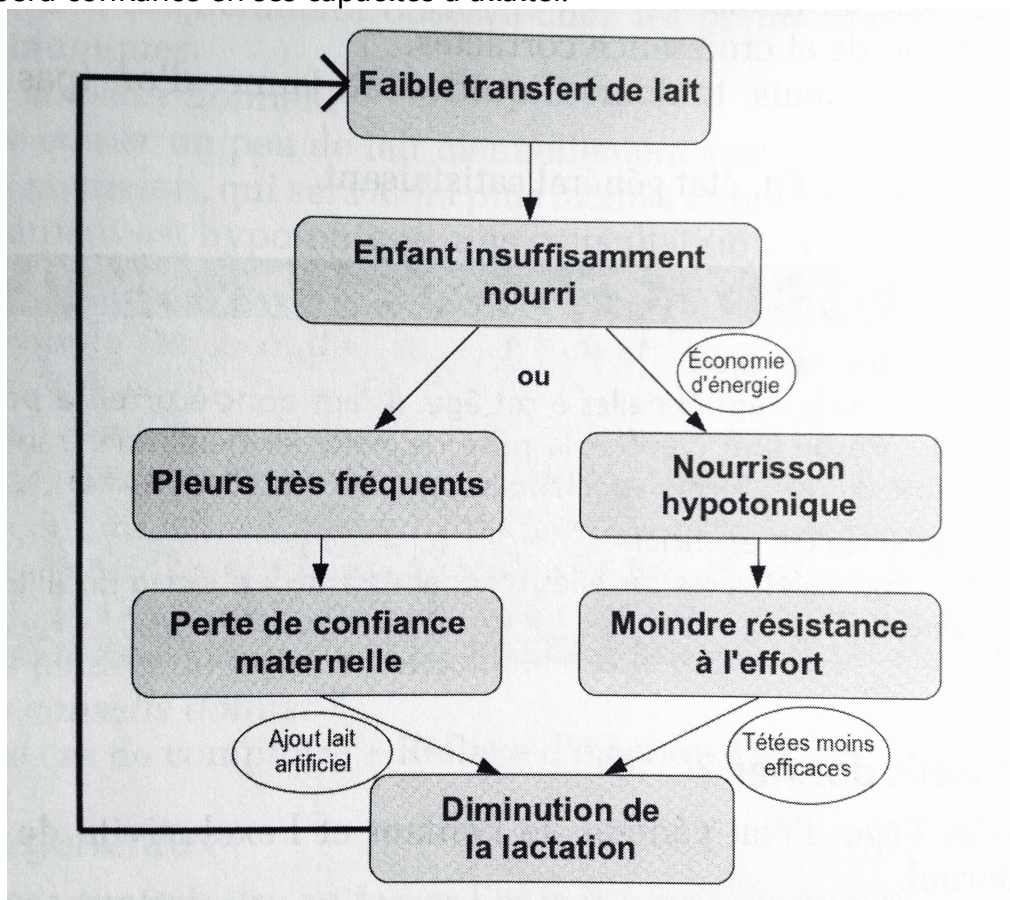 Faible transfert de lait
Enfant insuffisamment
nourri
ou
Économie
d'énergie
Pleurs très fréquents
Nourrisson
hypotonique
Perte de confiance
maternelle
Moindre résistance
à l'effort
Ajout lait
artificiel
Tétées moins
efficaces
Diminution de
la lactation